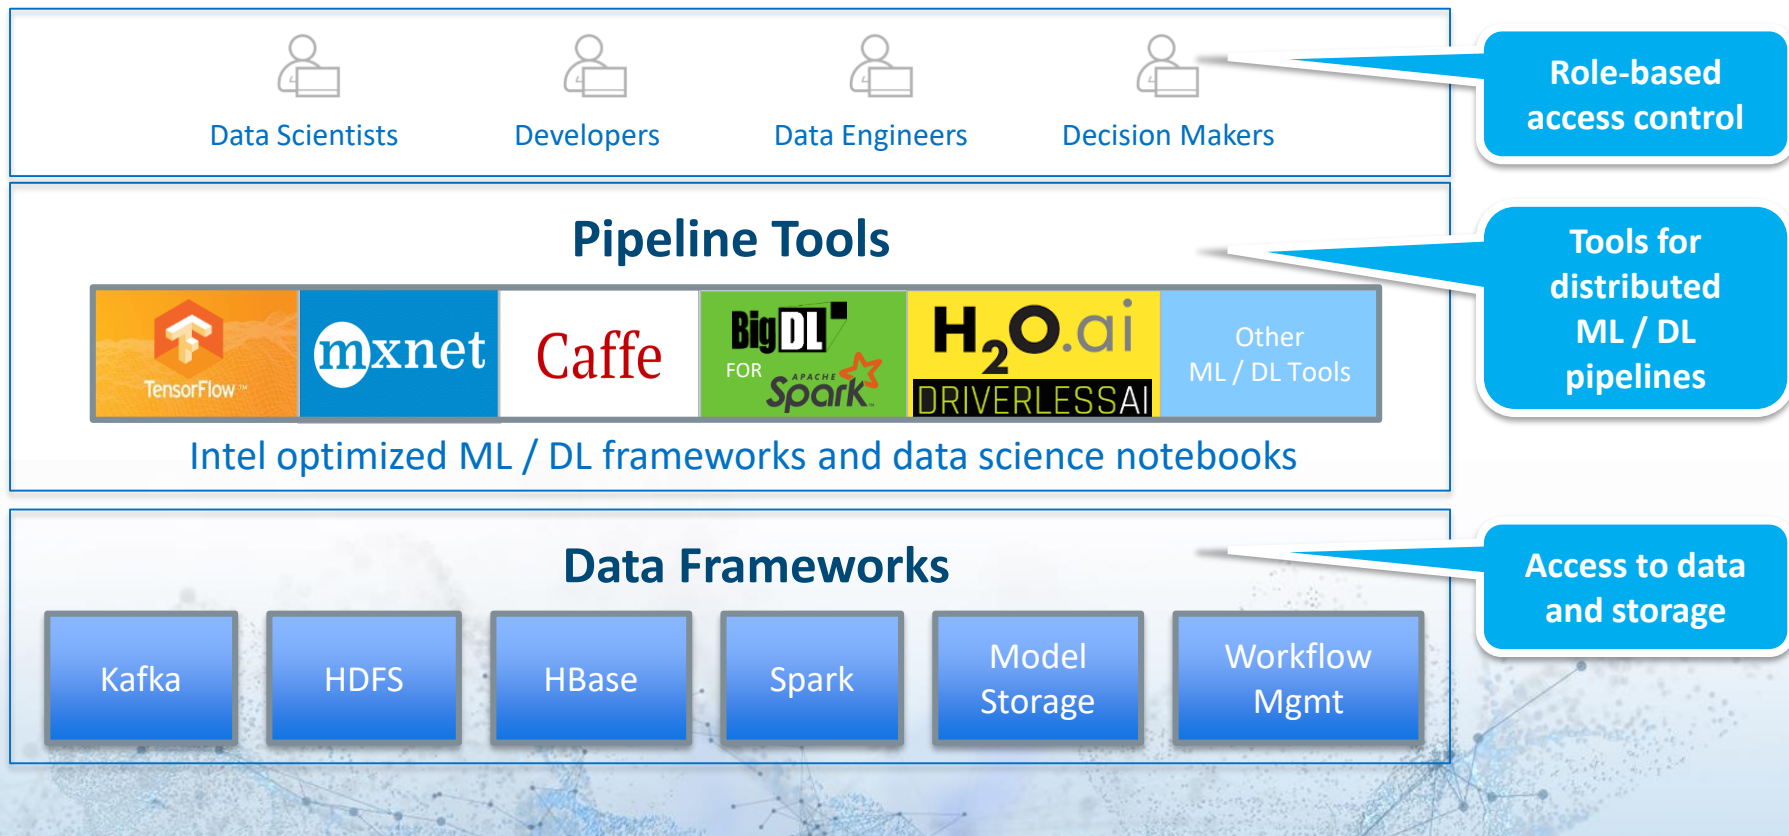 Data Scientists
Developers
Data Engineers
Decision Makers
Role-based
access control
Pipeline Tools
TensorFlow™
mxnet
Caffe
BigDL
FOR
APACHE
Spark™
H2O.ai
DRIVERLESSAI
Other
ML / DL Tools
Intel optimized ML / DL frameworks and data science notebooks
Tools for
distributed
ML / DL
pipelines
Data Frameworks
Kafka
HDFS
HBase
Spark
Model
Storage
Workflow
Mgmt
Access to data
and storage